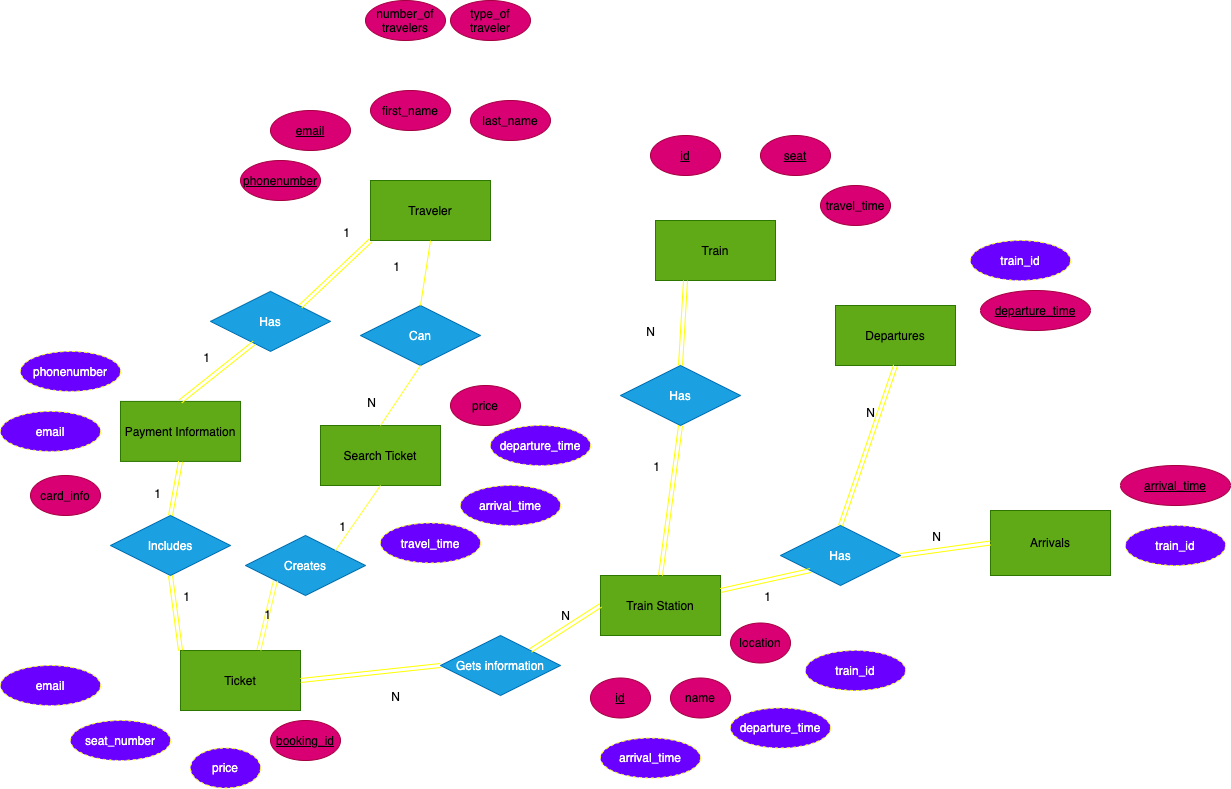 number_of
travelers
type_of
traveler
first_name
last_name
email
phonenumber
id
seat
travel_time
Traveler
Train
1
train_id
departure_time
1
Has
Can
N
Departures
1
phonenumber
N
Has
price
N
email
Payment Information
departure_time
Search Ticket
1
card_info
1
arrival_time
arrival_time
1
travel_time
N
Includes
Creates
Has
Arrivals
train_id
1
1
N
Train Station
1
location
Gets information
train_id
email
Ticket
N
id
name
departure_time
seat_number
booking_id
price
arrival_time